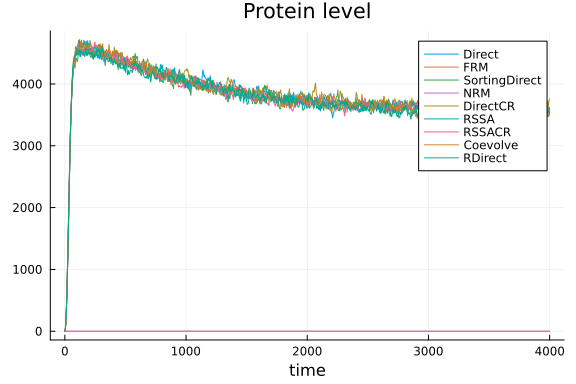 Protein level
4000
3000
2000
1000
0
Direct
FRM
SortingDirect
NRM
DirectCR
RSSA
RSSACR
Coevolve
RDirect
0 1000 2000 3000 4000
time